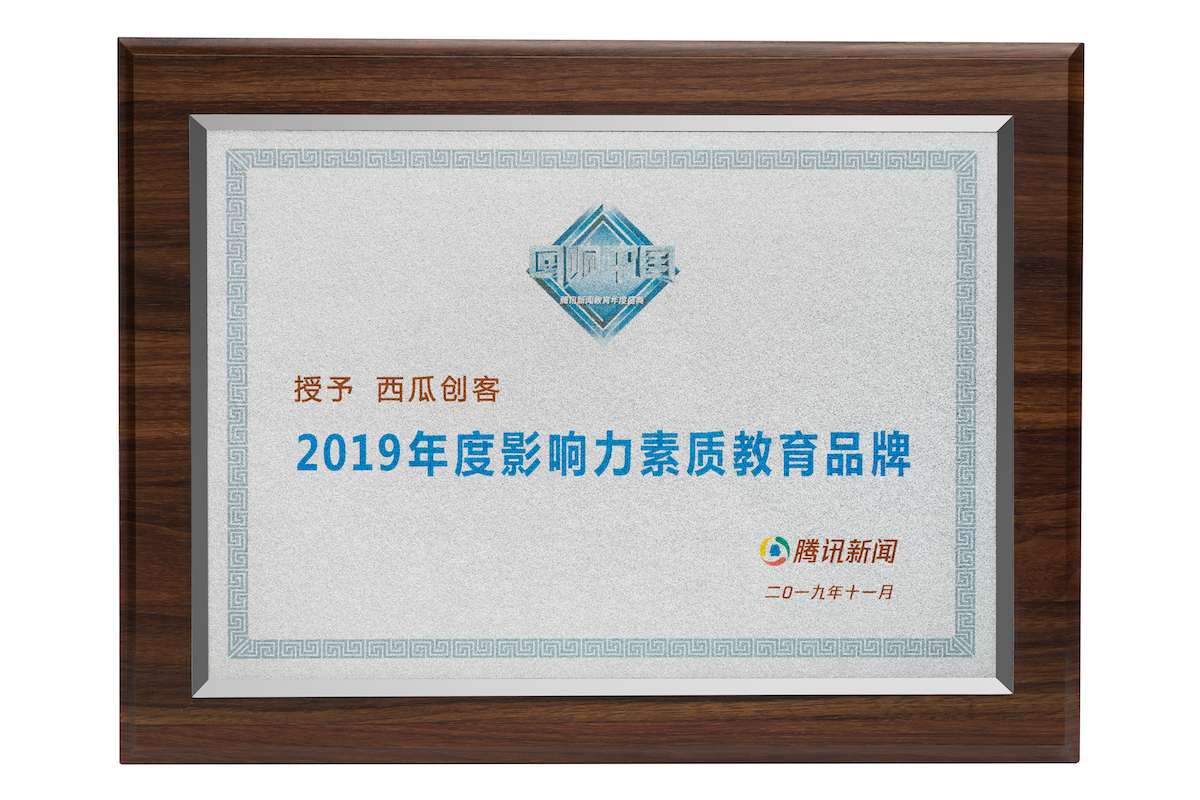 回响中国
腾讯新闻教育年度盛典
授予 西瓜创客
2019年度影响力素质教育品牌
腾讯新闻
二0一九年十一月